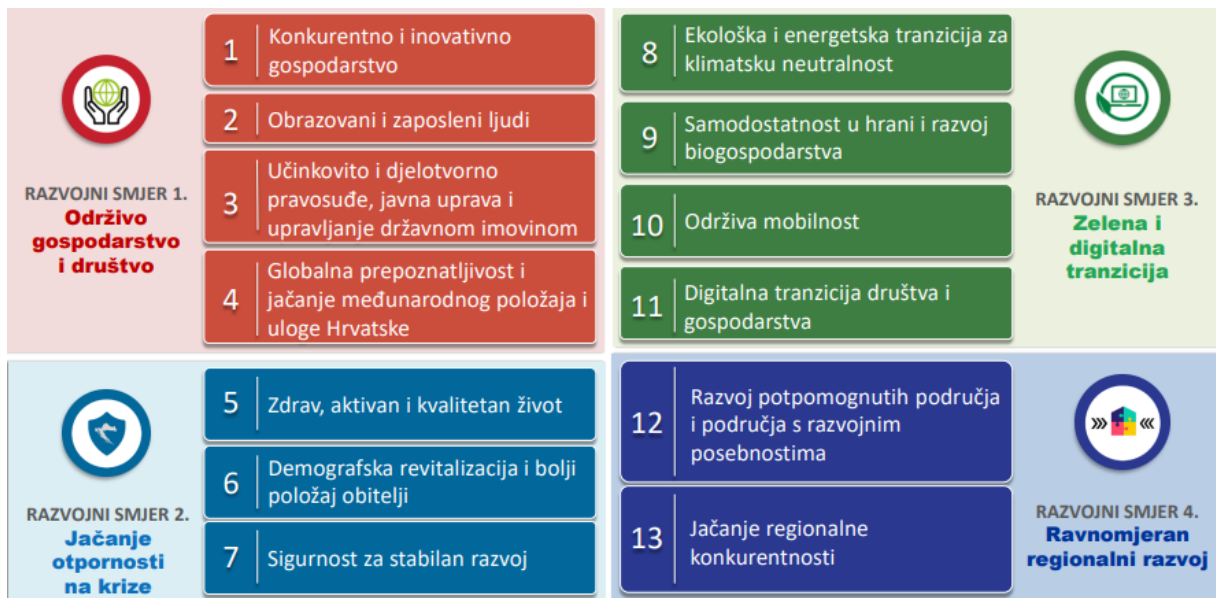 RAZVOJNI SMJER 1.
Održivo
gospodarstvo
i društvo
1
Konkurentno i inovativno
gospodarstvo
2
Obrazovani i zaposleni ljudi
3
Učinkovito i djelotvorno
pravosuđe, javna uprava i
upravljanje državnom imovinom
4
Globalna prepoznatljivost i
jačanje međunarodnog položaja i
uloge Hrvatske
8
Ekološka i energetska tranzicija za
klimatsku neutralnost
9
Samodostatnost u hrani i razvoj
biogospodarstva
10
Održiva mobilnost
11
Digitalna tranzicija društva i
gospodarstva
RAZVOJNI SMJER 3.
Zelena i
digitalna
tranzicija
RAZVOJNI SMJER 2.
Jačanje
otpornosti
na krize
5
Zdrav, aktivan i kvalitetan život
6
Demografska revitalizacija i bolji
položaj obitelji
7
Sigurnost za stabilan razvoj
12
Razvoj potpomognutih područja
i područja s razvojnim
posebnostima
13
Jačanje regionalne
konkurentnosti
RAZVOJNI SMJER 4.
Ravnomjeran
regionalni razvoj